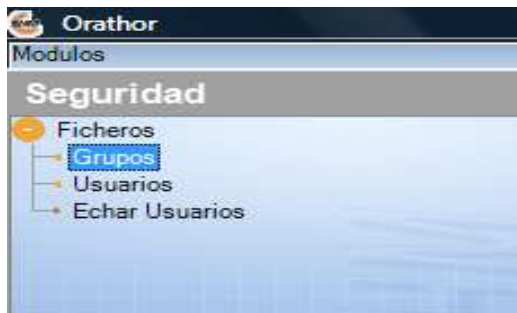 Orathor
Modulos
Seguridad
Ficheros
Grupos
Usuarios
Echar Usuarios